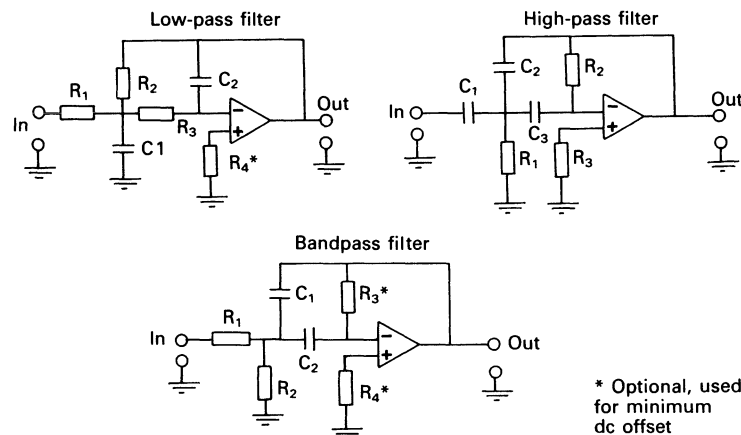 Low-pass filter
R₁
R₂
C₂
R₃
C1
R₄*
In
Out
High-pass filter
C₁
C₂
R₂
C₃
R₁
R₃
In
Out
Bandpass filter
C₁
R₃*
R₁
C₂
R₂
R₄*
In
Out
* Optional, used
for minimum
dc offset